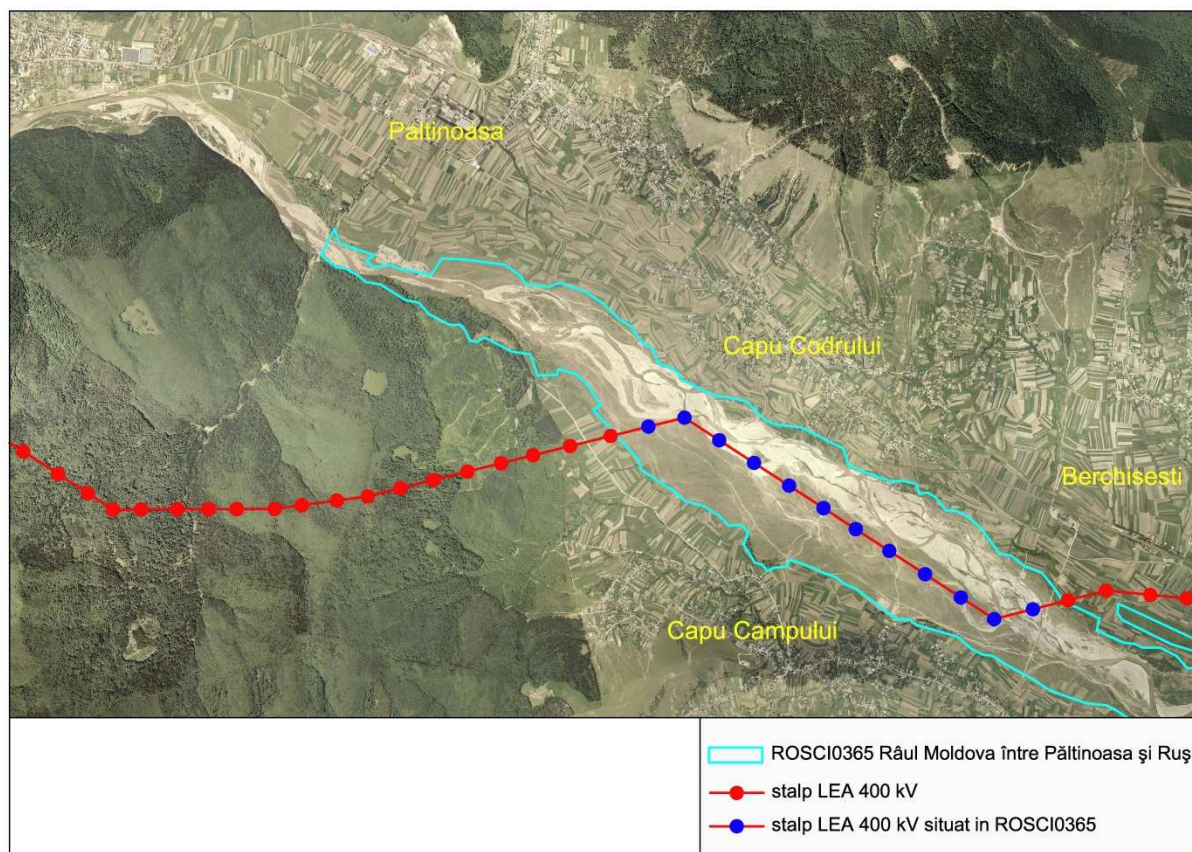 Paltinoasa
Capu Codrului
Berchisesti
Capu Campului
ROSCI0365 Râul Moldova între Păltinoasa şi Ruş
stalp LEA 400 kV
stalp LEA 400 kV situat in ROSCI0365